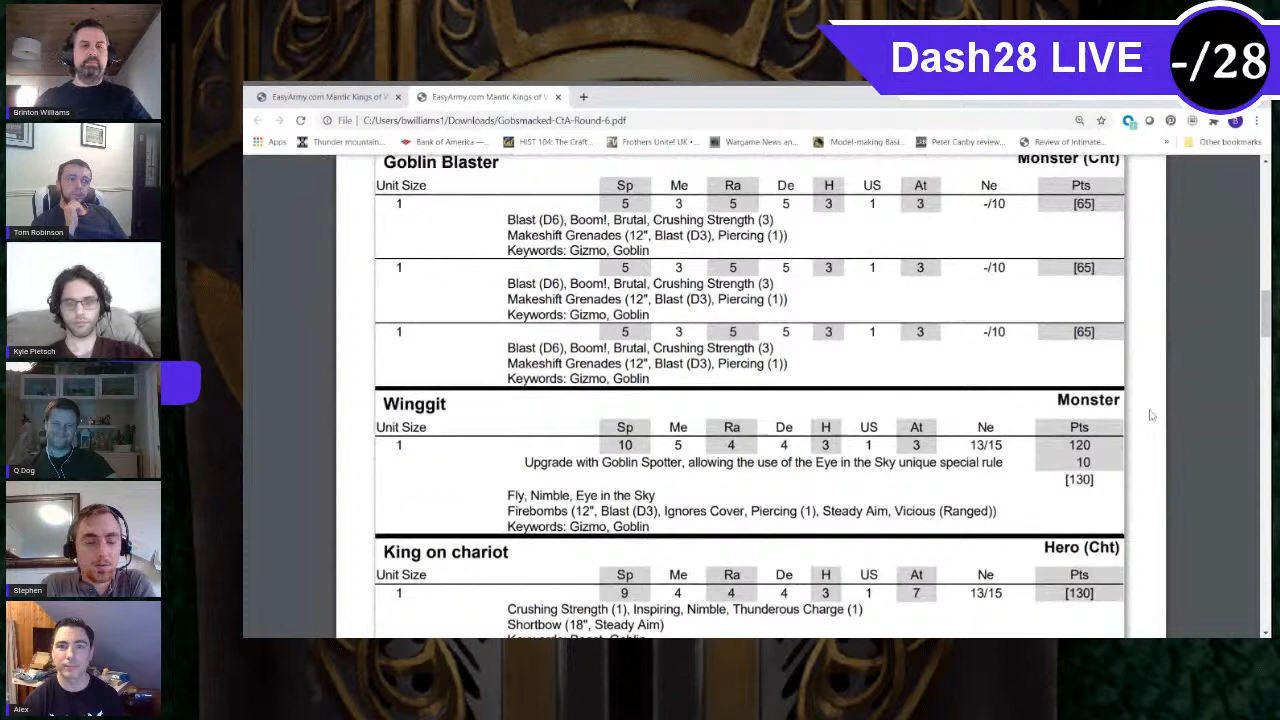 Dash28 LIVE
-/28
Brinton Williams
Tom Robinson
Kyle Pietsch
Q Dog
Stephen
Alex
EasyArmy.com Mantic Kings of V
EasyArmy.com Mantic Kings of V
File | C:/Users/bwilliams1/Downloads/Gobsmacked-CtA-Round-6.pdf
Apps Thunder mountain... Bank of America —... HIST 104: The Craft... Frothers Unite! UK •... Wargame News an... Model-making Basi... Peter Canby review... Review of Intimate... » Other bookmarks
Goblin Blaster Monster (Cht)
Unit Size Sp Me Ra De H US At Ne Pts
1 5 3 5 5 3 1 3 -/10 [65]
Blast (D6), Boom!, Brutal, Crushing Strength (3)
Makeshift Grenades (12", Blast (D3), Piercing (1))
Keywords: Gizmo, Goblin
1 5 3 5 5 3 1 3 -/10 [65]
Blast (D6), Boom!, Brutal, Crushing Strength (3)
Makeshift Grenades (12", Blast (D3), Piercing (1))
Keywords: Gizmo, Goblin
1 5 3 5 5 3 1 3 -/10 [65]
Blast (D6), Boom!, Brutal, Crushing Strength (3)
Makeshift Grenades (12", Blast (D3), Piercing (1))
Keywords: Gizmo, Goblin
Winggit Monster
Unit Size Sp Me Ra De H US At Ne Pts
1 10 5 4 4 3 1 3 13/15 120
Upgrade with Goblin Spotter, allowing the use of the Eye in the Sky unique special rule 10
[130]
Fly, Nimble, Eye in the Sky
Firebombs (12", Blast (D3), Ignores Cover, Piercing (1), Steady Aim, Vicious (Ranged))
Keywords: Gizmo, Goblin
King on chariot Hero (Cht)
Unit Size Sp Me Ra De H US At Ne Pts
1 9 4 4 4 3 1 7 13/15 [130]
Crushing Strength (1), Inspiring, Nimble, Thunderous Charge (1)
Shortbow (18", Steady Aim)
Keywords: Beast, Goblin